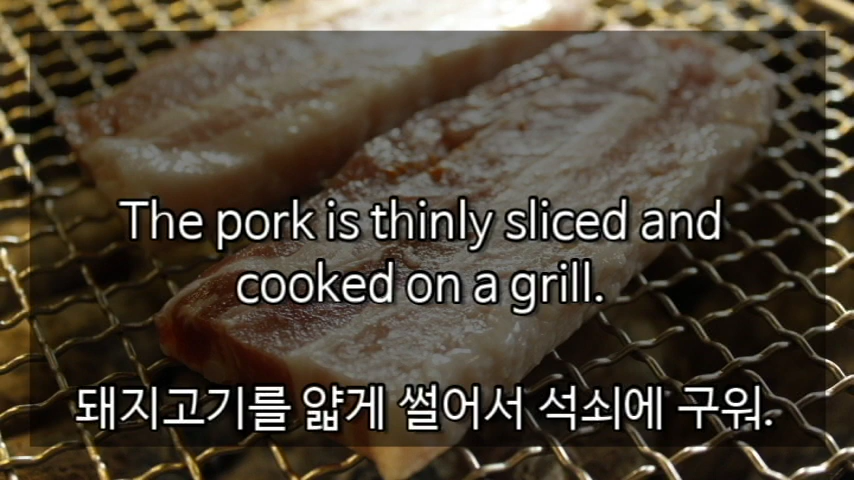 The pork is thinly sliced and
cooked on a grill.
돼지고기를 얇게 썰어서 석쇠에 구워.